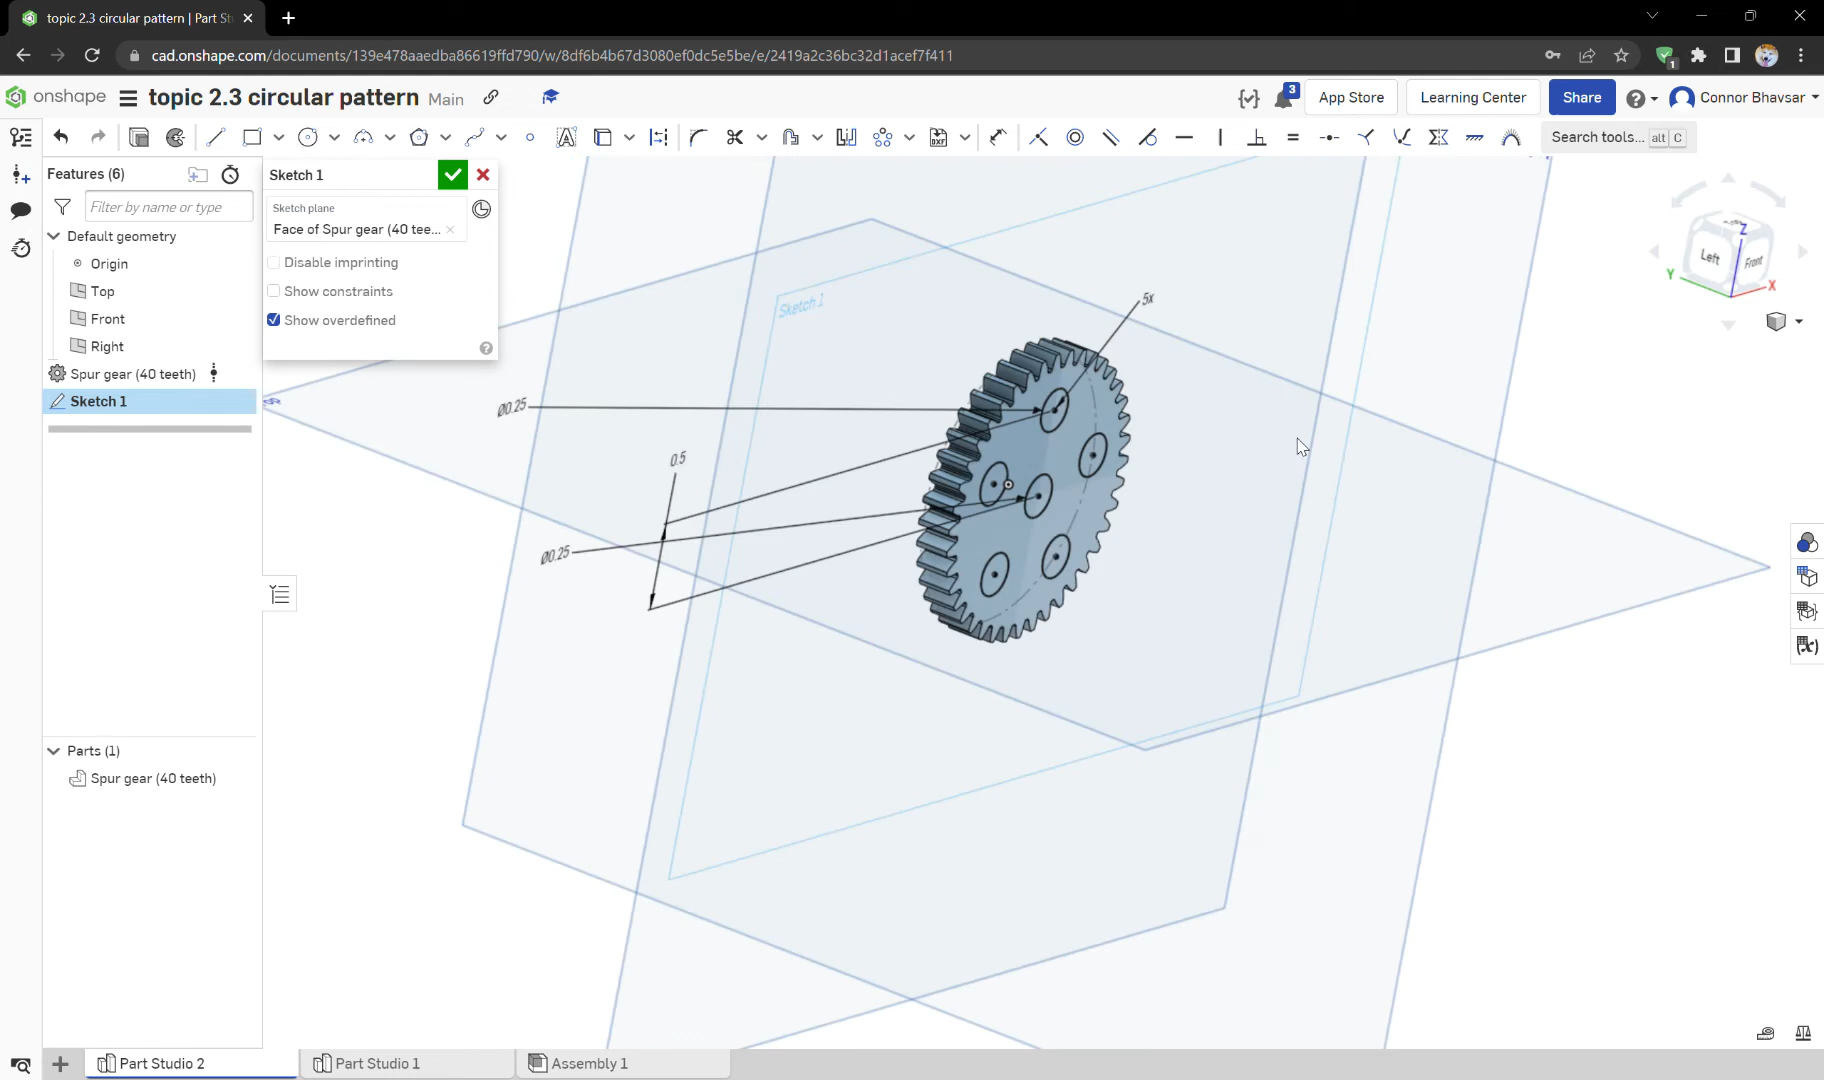 topic 2.3 circular pattern | Part St
cad.onshape.com/documents/139e478aaedba86619ffd790/w/8df6b4b67d3080ef0dc5e5be/e/2419a2c36bc32d1acef7f411
1
onshape topic 2.3 circular pattern Main
3
App Store
Learning Center
Share
Connor Bhavsar
DXF
Search tools... alt C
Features (6)
Filter by name or type
Default geometry
Origin
Top
Front
Right
Spur gear (40 teeth)
Sketch 1
Parts (1)
Spur gear (40 teeth)
Sketch 1
Sketch plane
Face of Spur gear (40 tee...
Disable imprinting
Show constraints
Show overdefined
Sketch 1
5x
Ø0.25
0.5
Ø0.25
Z
Left
Front
Y
X
Part Studio 2
Part Studio 1
Assembly 1